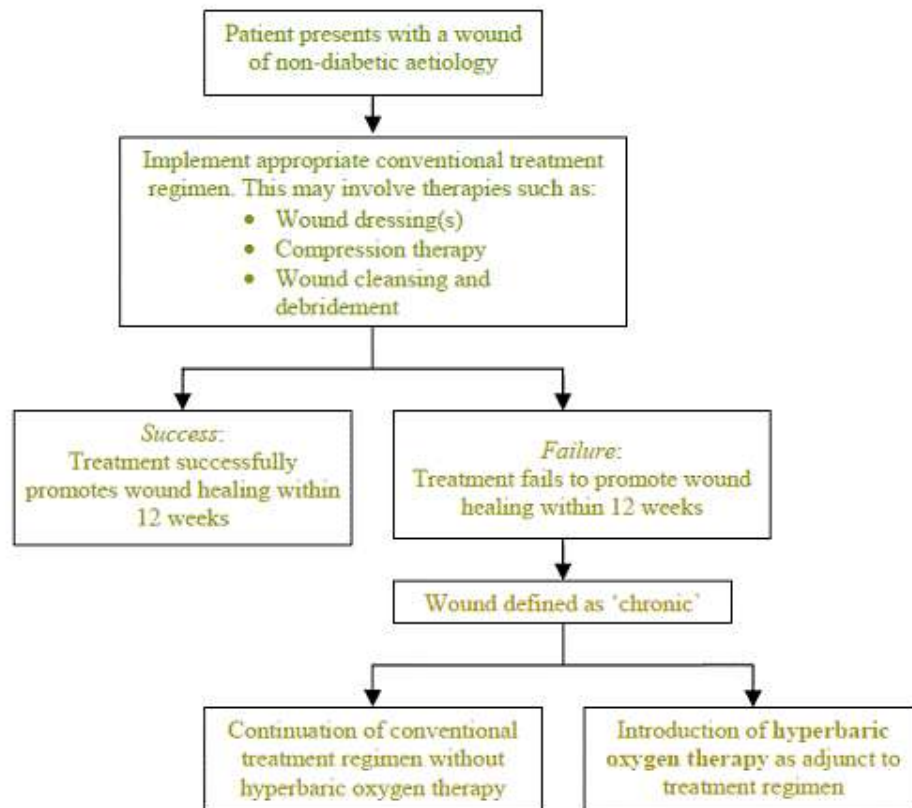 Patient presents with a wound
of non-diabetic aetiology
Implement appropriate conventional treatment
regimen. This may involve therapies such as:
• Wound dressing(s)
• Compression therapy
• Wound cleansing and
debridement
Success:
Treatment successfully
promotes wound healing within
12 weeks
Failure:
Treatment fails to promote wound
healing within 12 weeks
Wound defined as ‘chronic’
Continuation of conventional
treatment regimen without
hyperbaric oxygen therapy
Introduction of hyperbaric
oxygen therapy as adjunct to
treatment regimen